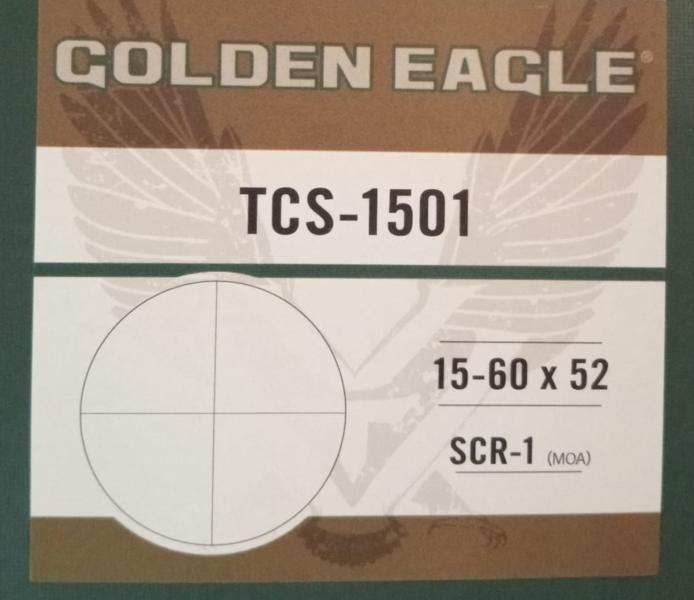 GOLDEN EAGLE®
TCS-1501
15-60 x 52
SCR-1 (MOA)